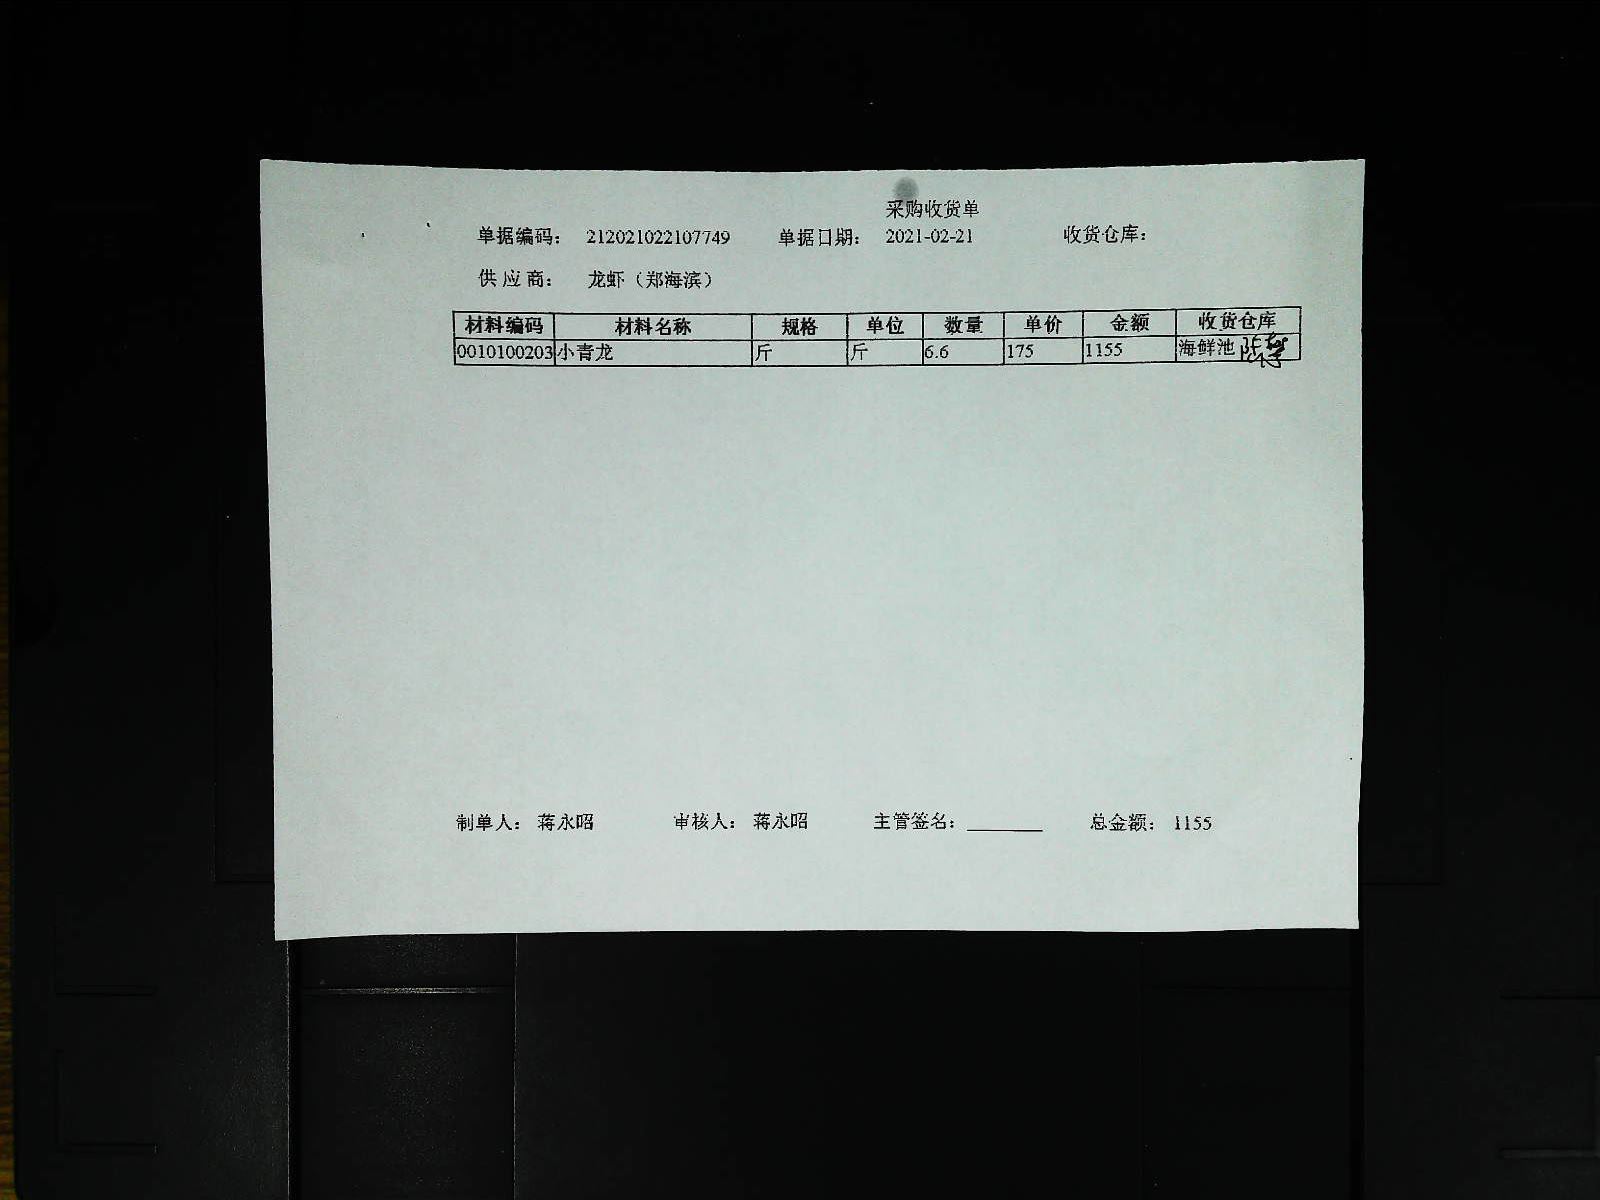 采购收货单
单据编码： 212021022107749 单据日期： 2021-02-21 收货仓库：
供应商： 龙虾（郑海滨）
材料编码 材料名称 规格 单位 数量 单价 金额 收货仓库
0010100203 小青龙 斤 斤 6.6 175 1155 海鲜池
制单人： 蒋永昭 审核人： 蒋永昭 主管签名： 总金额： 1155